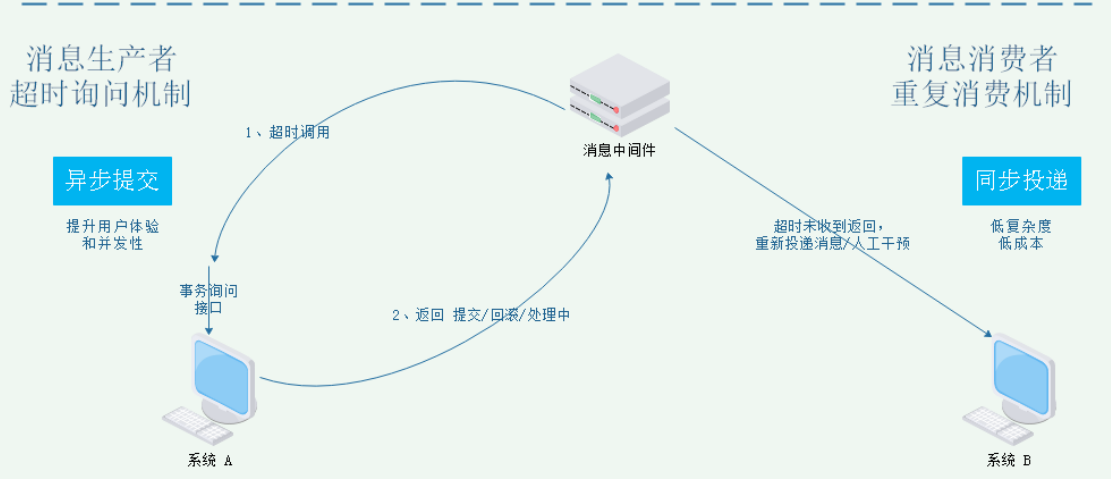 消息生产者
超时询问机制
消息消费者
重复消费机制
1、超时调用
消息中间件
异步提交
同步投递
提升用户体验
和并发性
超时未收到返回，
重新投递消息/人工干预
低复杂度
低成本
事务询问
接口
2、返回 提交/回滚/处理中
系统 A
系统 B